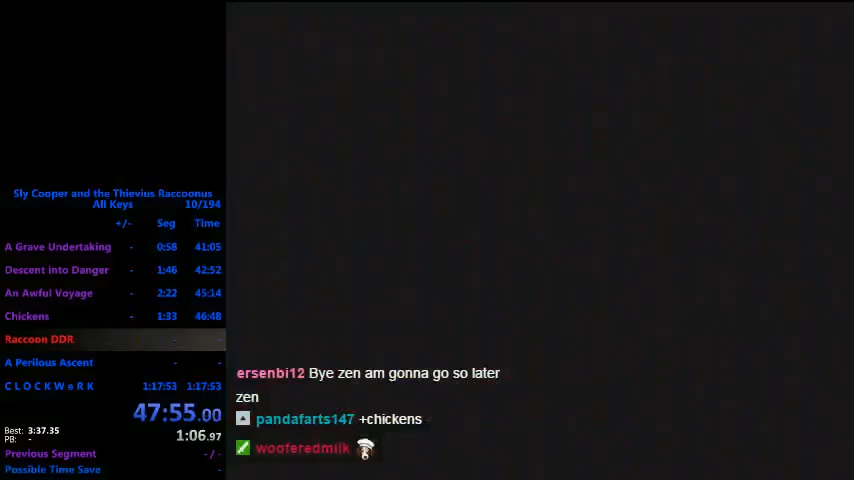 Sly Cooper and the Thievius Raccoonus
All Keys 10/194
+/- Seg Time
A Grave Undertaking - 0:58 41:05
Descent into Danger - 1:46 42:52
An Awful Voyage - 2:22 45:14
Chickens - 1:33 46:48
Raccoon DDR - -
A Perilous Ascent - -
C L O C K W e R K 1:17:53 1:17:53
47:55.00
Best: 3:37.35
PB: -
1:06.97
Previous Segment - / -
Possible Time Save -
ersenbi12 Bye zen am gonna go so later
zen
pandafarts147 +chickens
wooferedmilk